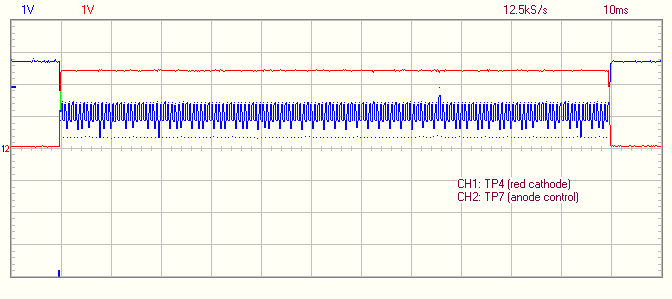 1V 1V 12.5kS/s 10ms
12
CH1: TP4 (red cathode)
CH2: TP7 (anode control)